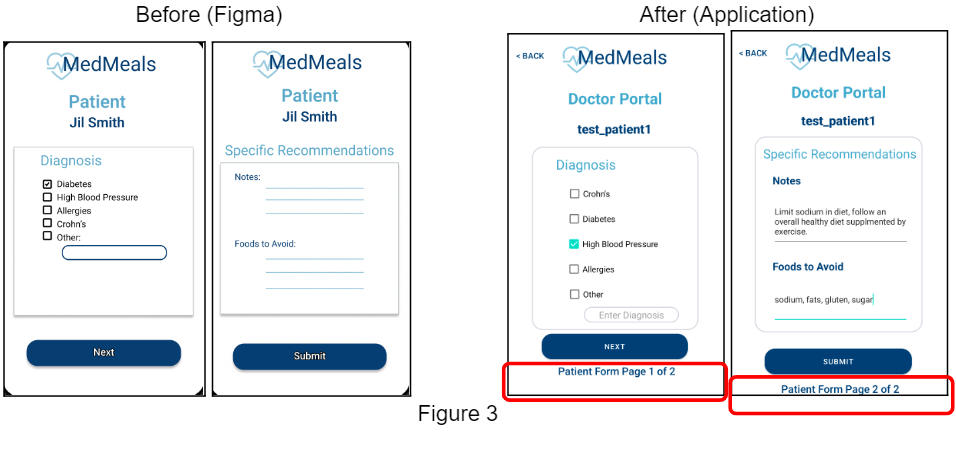 Before (Figma)
After (Application)
MedMeals
Patient
Jil Smith
Diagnosis
Diabetes
High Blood Pressure
Allergies
Crohn's
Other:
Next
MedMeals
Patient
Jil Smith
Specific Recommendations
Notes:
Foods to Avoid:
Submit
< BACK
MedMeals
Doctor Portal
test_patient1
Diagnosis
Crohn's
Diabetes
High Blood Pressure
Allergies
Other
Enter Diagnosis
NEXT
Patient Form Page 1 of 2
< BACK
MedMeals
Doctor Portal
test_patient1
Specific Recommendations
Notes
Limit sodium in diet, follow an
overall healthy diet supplmented by
exercise.
Foods to Avoid
sodium, fats, gluten, sugar
SUBMIT
Patient Form Page 2 of 2
Figure 3